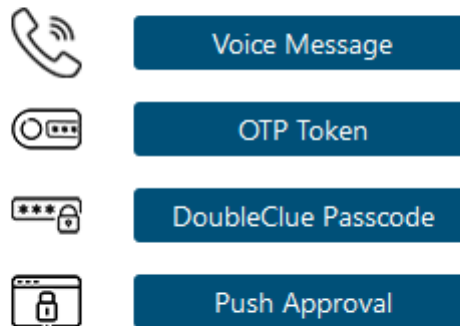 Voice Message
OTP Token
DoubleClue Passcode
Push Approval